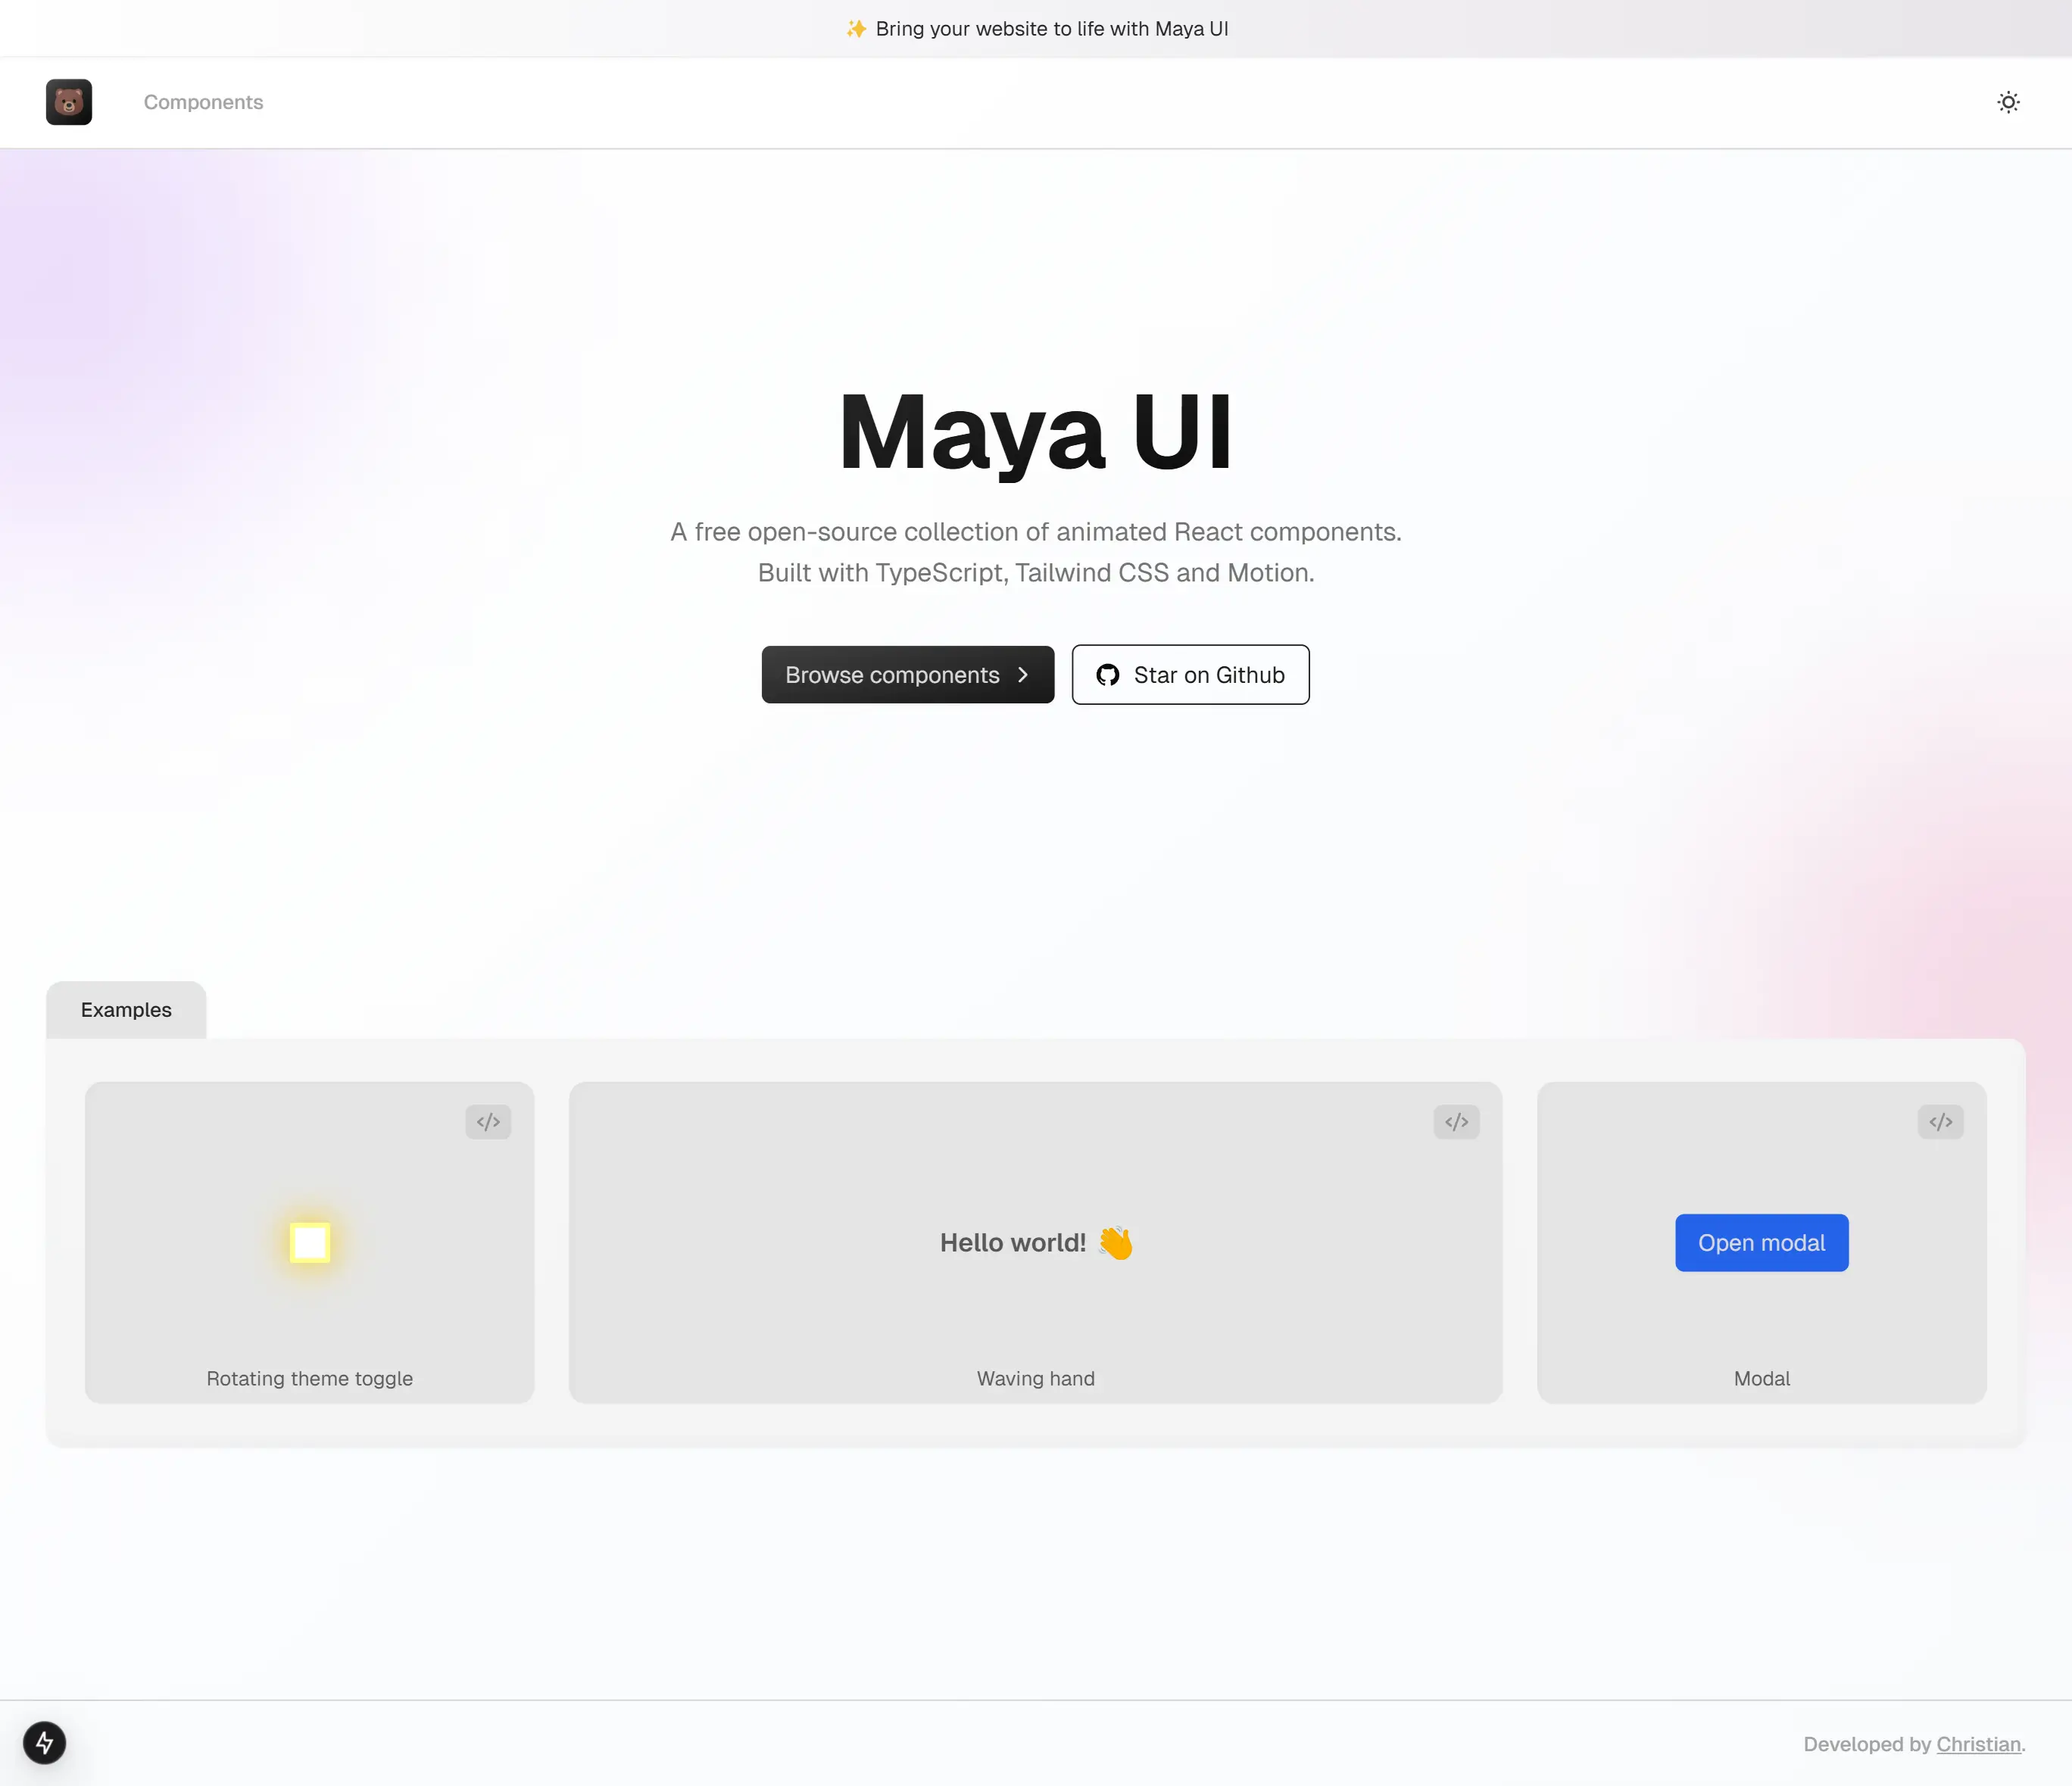 ✨ Bring your website to life with Maya UI
Components
Maya UI
A free open-source collection of animated React components.
Built with TypeScript, Tailwind CSS and Motion.
Browse components
Star on Github
Examples
</>
</>
</>
Hello world! 👋
Open modal
Rotating theme toggle
Waving hand
Modal
Developed by Christian.